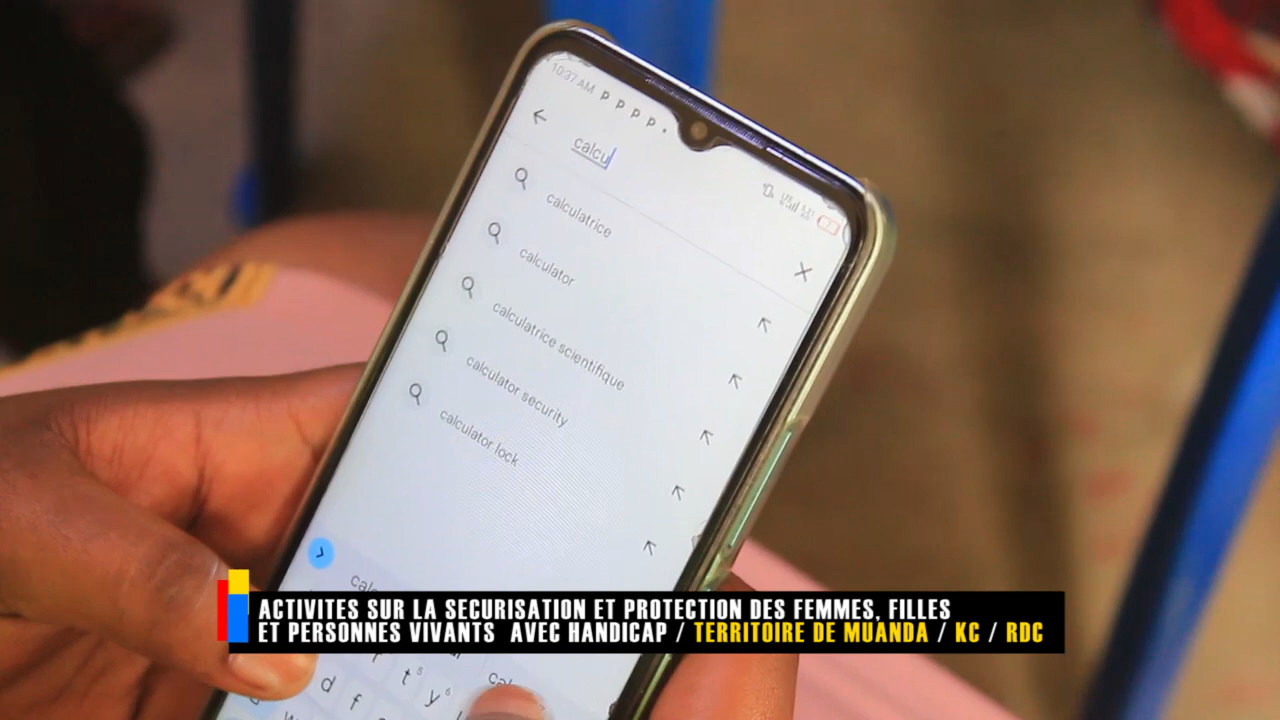 10:37 AM P P P P
calcu
calculatrice
calculator
calculatrice scientifique
calculator security
calculator lock
t y
d f
ACTIVITES SUR LA SECURISATION ET PROTECTION DES FEMMES, FILLES
ET PERSONNES VIVANTS AVEC HANDICAP / TERRITOIRE DE MUANDA / KC / RDC